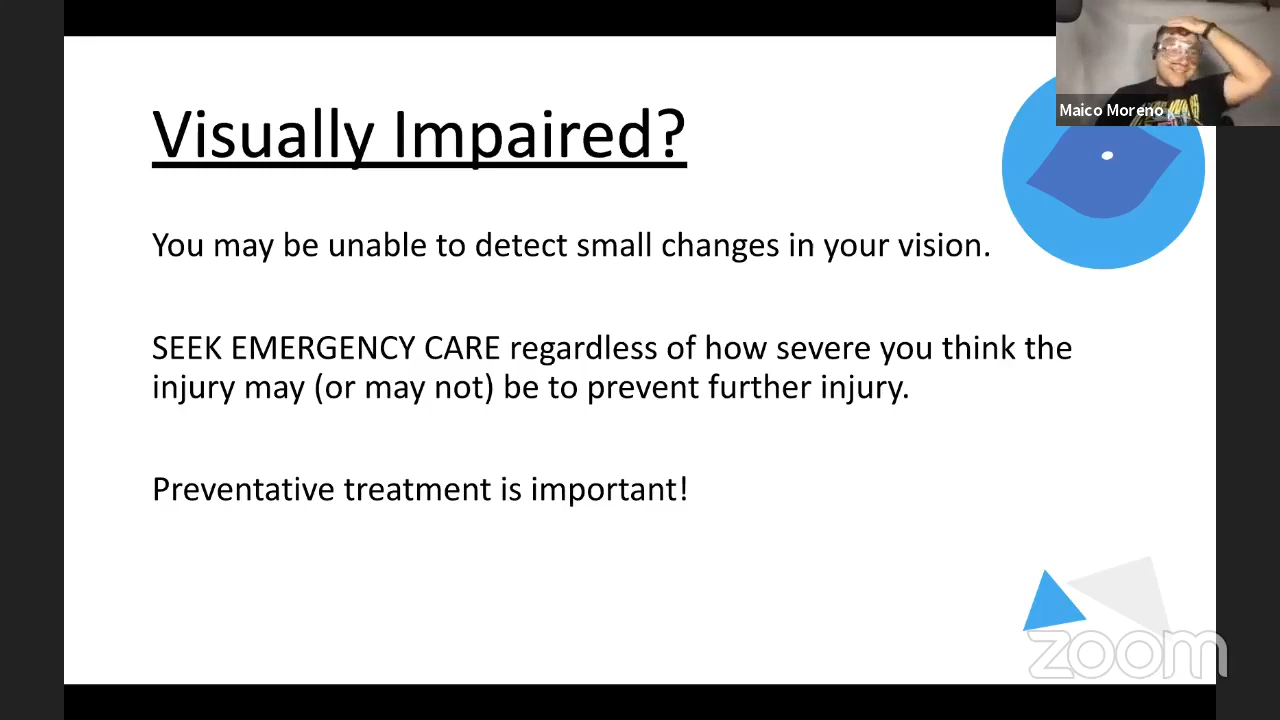 Visually Impaired?
Maico Moreno
You may be unable to detect small changes in your vision.
SEEK EMERGENCY CARE regardless of how severe you think the
injury may (or may not) be to prevent further injury.
Preventative treatment is important!
zoom